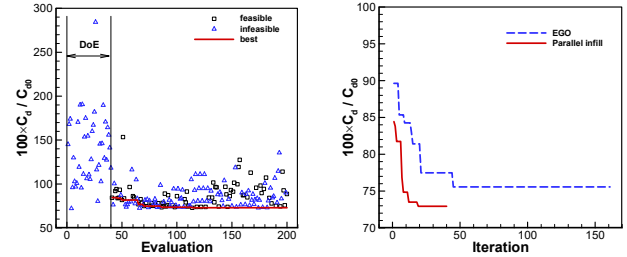 300
250
200
150
100
50
0
50
100
150
200
100×C_d / C_d0
Evaluation
DoE
feasible
infeasible
best
100
95
90
85
80
75
70
0
50
100
150
100×C_d / C_d0
Iteration
EGO
Parallel infill